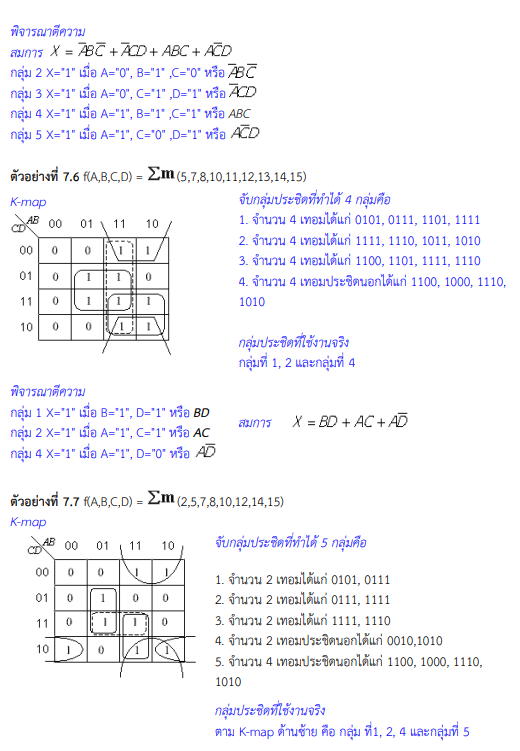 พิจารณาตีความ
สมการ X = A̅BC̅ + A̅CD + ABC + AC̅D
กลุ่ม 2 X="1" เมื่อ A="0", B="1" ,C="0" หรือ A̅BC̅
กลุ่ม 3 X="1" เมื่อ A="0", C="1" ,D="1" หรือ A̅CD
กลุ่ม 4 X="1" เมื่อ A="1", B="1" ,C="1" หรือ ABC
กลุ่ม 5 X="1" เมื่อ A="1", C="0" ,D="1" หรือ AC̅D
ตัวอย่างที่ 7.6 f(A,B,C,D) = Σm (5,7,8,10,11,12,13,14,15)
K-map
AB 00 01 11 10
CD
00 0 0 1 1
01 0 1 1 0
11 0 1 1 1
10 0 0 1 1
จับกลุ่มประชิดที่ทำได้ 4 กลุ่มคือ
1. จำนวน 4 เทอมได้แก่ 0101, 0111, 1101, 1111
2. จำนวน 4 เทอมได้แก่ 1111, 1110, 1011, 1010
3. จำนวน 4 เทอมได้แก่ 1100, 1101, 1111, 1110
4. จำนวน 4 เทอมประชิดนอกได้แก่ 1100, 1000, 1110,
1010
กลุ่มประชิดที่ใช้งานจริง
กลุ่มที่ 1, 2 และกลุ่มที่ 4
พิจารณาตีความ
กลุ่ม 1 X="1" เมื่อ B="1", D="1" หรือ BD
กลุ่ม 2 X="1" เมื่อ A="1", C="1" หรือ AC
กลุ่ม 4 X="1" เมื่อ A="1", D="0" หรือ AD̅
สมการ X = BD + AC + AD̅
ตัวอย่างที่ 7.7 f(A,B,C,D) = Σm (2,5,7,8,10,12,14,15)
K-map
AB 00 01 11 10
CD
00 0 0 1 1
01 0 1 0 0
11 0 1 1 0
10 1 0 1 1
จับกลุ่มประชิดที่ทำได้ 5 กลุ่มคือ
1. จำนวน 2 เทอมได้แก่ 0101, 0111
2. จำนวน 2 เทอมได้แก่ 0111, 1111
3. จำนวน 2 เทอมได้แก่ 1111, 1110
4. จำนวน 2 เทอมประชิดนอกได้แก่ 0010,1010
5. จำนวน 4 เทอมประชิดนอกได้แก่ 1100, 1000, 1110,
1010
กลุ่มประชิดที่ใช้งานจริง
ตาม K-map ด้านซ้าย คือ กลุ่ม ที่1, 2, 4 และกลุ่มที่ 5